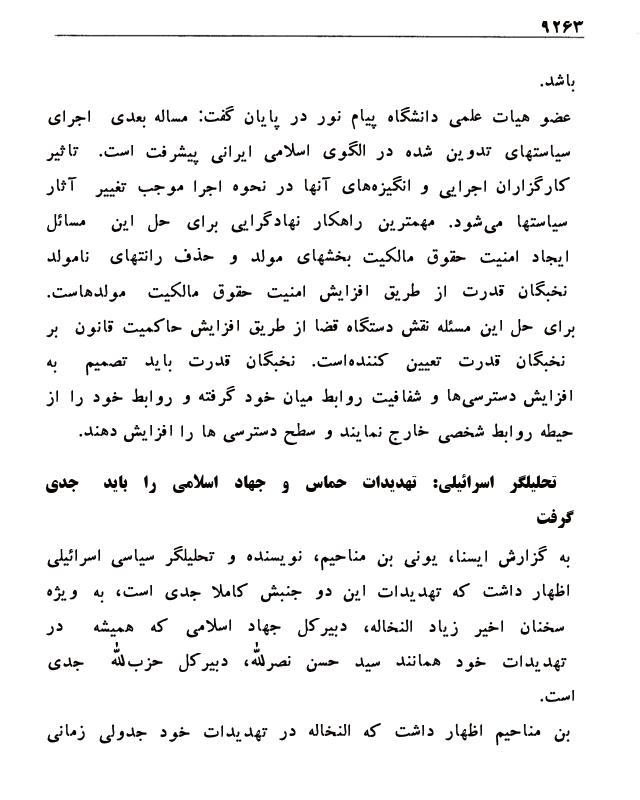 ۹۲۶۳
باشد.
عضو هیات علمی دانشگاه پیام نور در پایان گفت: مساله بعدی اجرای
سیاستهای تدوین شده در الگوی اسلامی ایرانی پیشرفت است. تاثیر
کارگزاران اجرایی و انگیزه‌های آنها در نحوه اجرا موجب تغییر آثار
سیاستها می‌شود. مهمترین راهکار نهادگرایی برای حل این مسائل
ایجاد امنیت حقوق مالکیت بخشهای مولد و حذف رانتهای نامولد
نخبگان قدرت از طریق افزایش امنیت حقوق مالکیت مولدهاست.
برای حل این مسئله نقش دستگاه قضا از طریق افزایش حاکمیت قانون بر
نخبگان قدرت تعیین کننده‌است. نخبگان قدرت باید تصمیم به
افزایش دسترسی‌ها و شفافیت روابط میان خود گرفته و روابط خود را از
حیطه روابط شخصی خارج نمایند و سطح دسترسی ها را افزایش دهند.
تحلیلگر اسرائیلی: تهدیدات حماس و جهاد اسلامی را باید جدی
گرفت
به گزارش ایسنا، یونی بن مناحیم، نویسنده و تحلیلگر سیاسی اسرائیلی
اظهار داشت که تهدیدات این دو جنبش کاملا جدی است، به ویژه
سخنان اخیر زیاد النخاله، دبیرکل جهاد اسلامی که همیشه در
تهدیدات خود همانند سید حسن نصرالله، دبیرکل حزب‌الله جدی
است.
بن مناحیم اظهار داشت که النخاله در تهدیدات خود جدولی زمانی